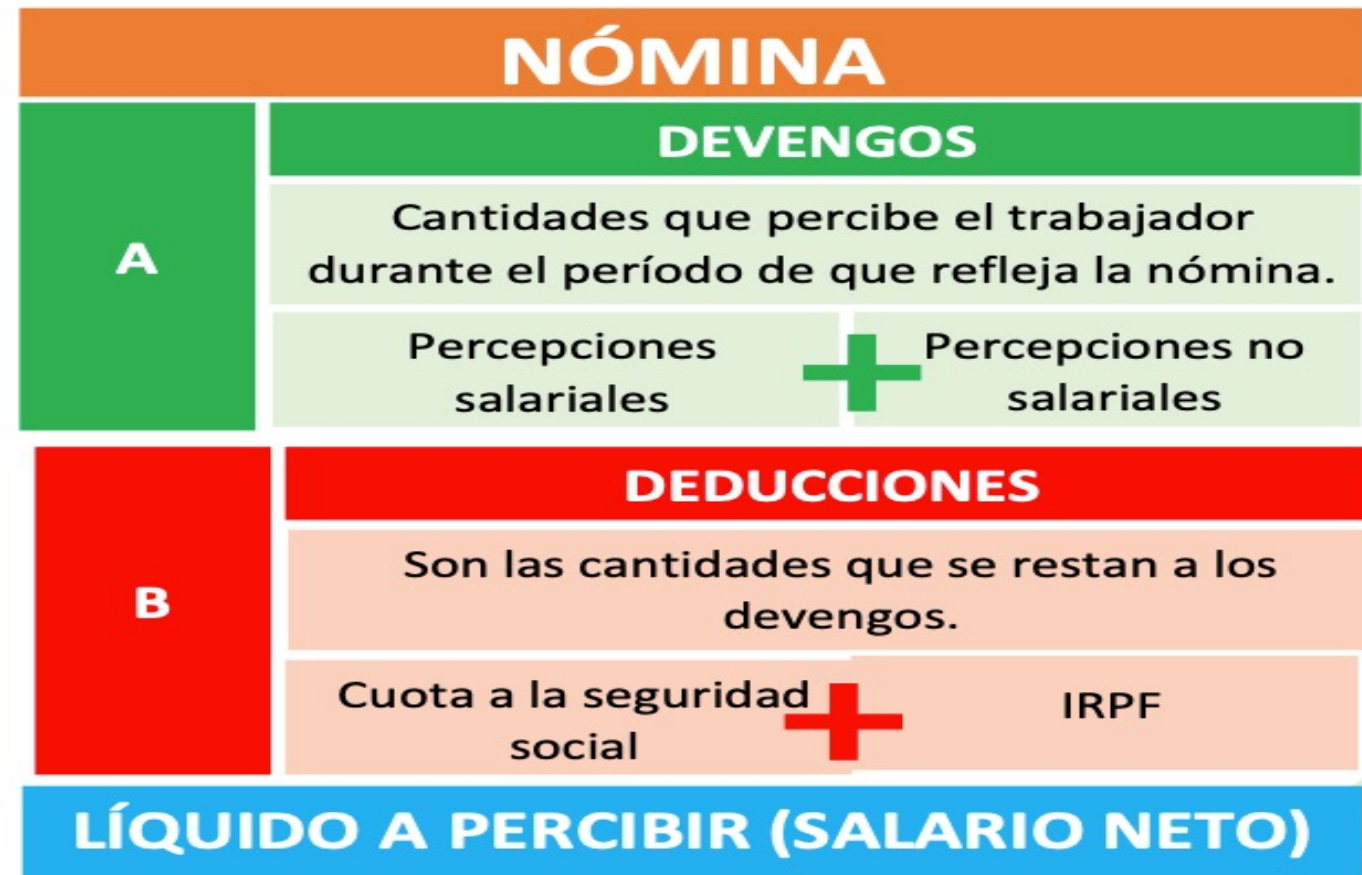 NÓMINA
A
DEVENGOS
Cantidades que percibe el trabajador
durante el período de que refleja la nómina.
Percepciones
salariales
Percepciones no
salariales
B
DEDUCCIONES
Son las cantidades que se restan a los
devengos.
Cuota a la seguridad
social
IRPF
LÍQUIDO A PERCIBIR (SALARIO NETO)